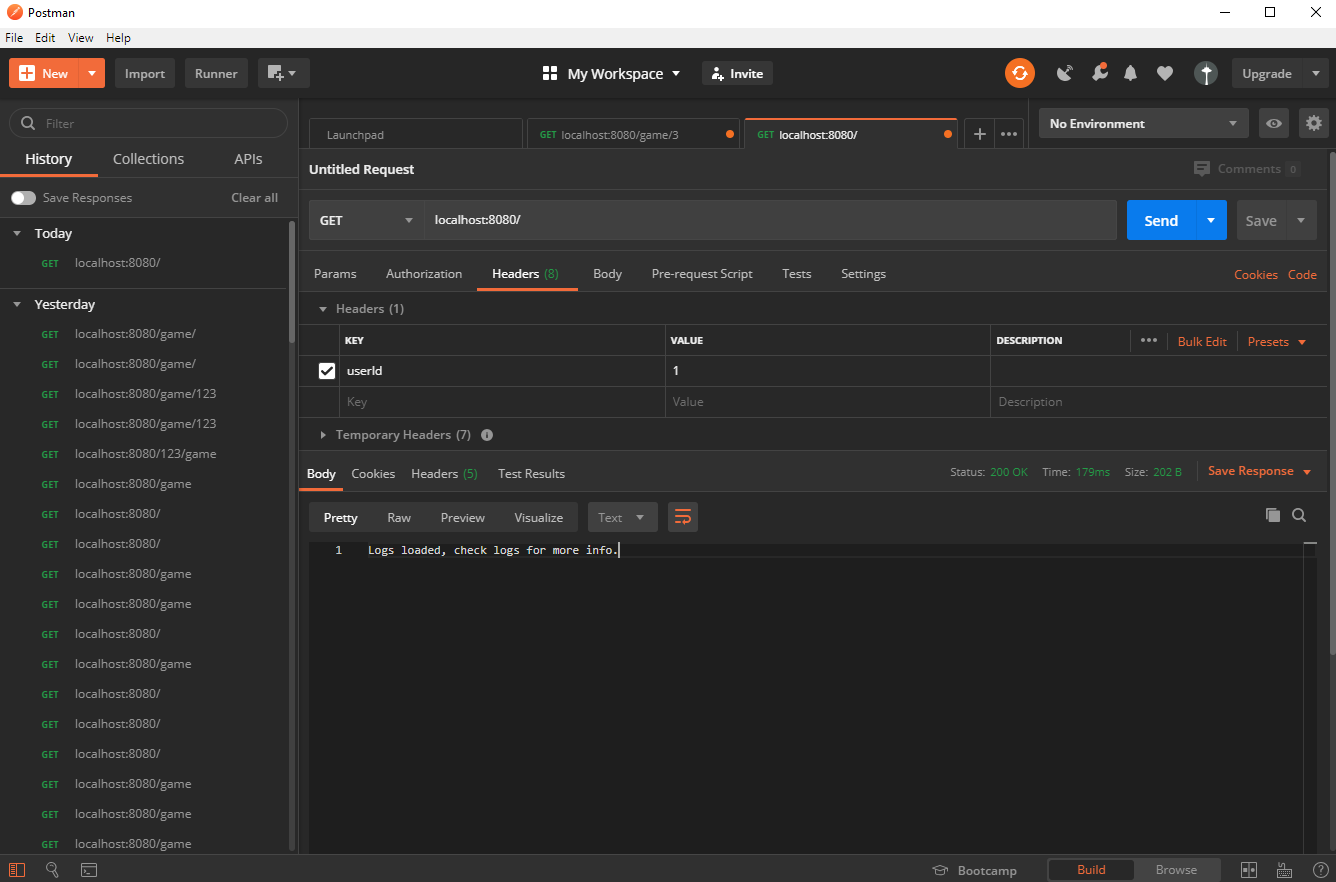 Postman
File Edit View Help
New Import Runner My Workspace Invite Upgrade
Filter
History Collections APIs
Save Responses Clear all
Today
GET localhost:8080/
Yesterday
GET localhost:8080/game/
GET localhost:8080/game/
GET localhost:8080/game/123
GET localhost:8080/game/123
GET localhost:8080/123/game
GET localhost:8080/game
GET localhost:8080/
GET localhost:8080/
GET localhost:8080/game
GET localhost:8080/game
GET localhost:8080/
GET localhost:8080/game
GET localhost:8080/
GET localhost:8080/
GET localhost:8080/
GET localhost:8080/game
GET localhost:8080/game
GET localhost:8080/game
Launchpad GET localhost:8080/game/3 GET localhost:8080/ No Environment
Untitled Request Comments 0
GET localhost:8080/ Send Save
Params Authorization Headers (8) Body Pre-request Script Tests Settings Cookies Code
Headers (1)
KEY VALUE DESCRIPTION Bulk Edit Presets
userId 1
Key Value Description
Temporary Headers (7)
Body Cookies Headers (5) Test Results Status: 200 OK Time: 179ms Size: 202 B Save Response
Pretty Raw Preview Visualize Text
1 Logs loaded, check logs for more info.
Bootcamp Build Browse